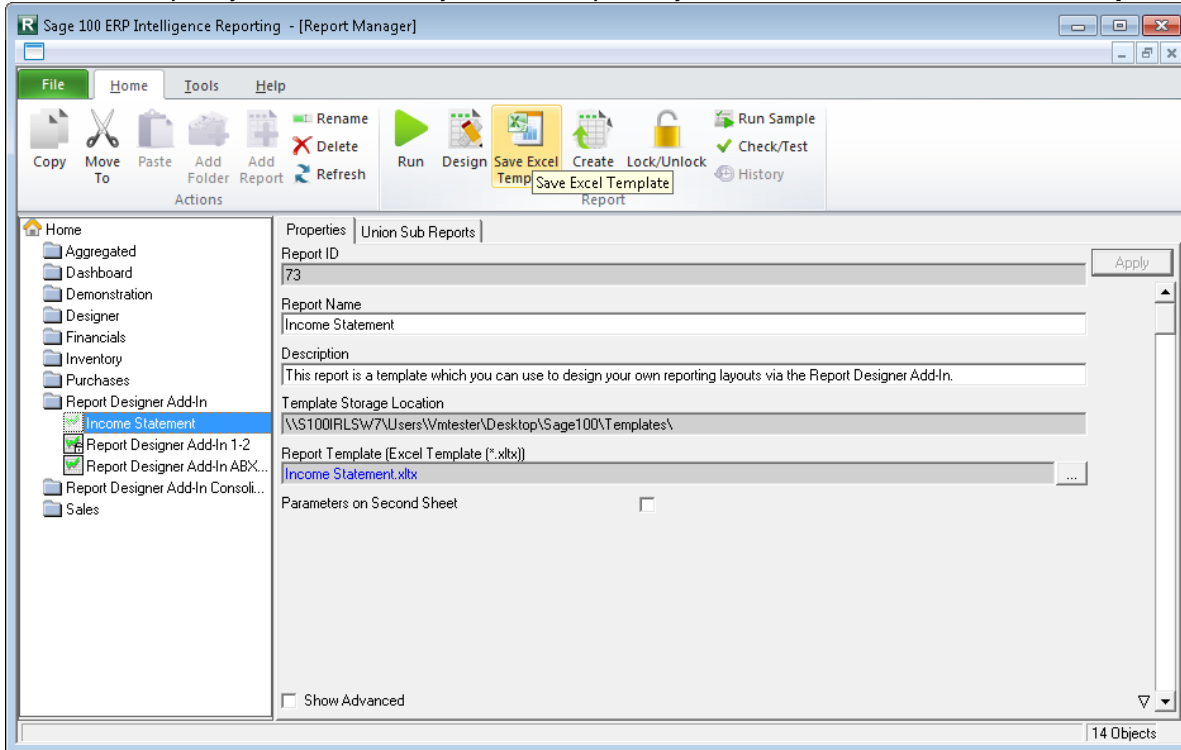 R Sage 100 ERP Intelligence Reporting - [Report Manager]
File Home Tools Help
Copy
Move To
Paste
Add Folder
Add Report
Rename
Delete
Refresh
Actions
Run
Design
Save Excel Temp
Create
Lock/Unlock
Run Sample
Check/Test
History
Save Excel Template
Report
Home
Aggregated
Dashboard
Demonstration
Designer
Financials
Inventory
Purchases
Report Designer Add-In
Income Statement
Report Designer Add-In 1-2
Report Designer Add-In ABX...
Report Designer Add-In Consoli...
Sales
Properties Union Sub Reports
Report ID
73
Apply
Report Name
Income Statement
Description
This report is a template which you can use to design your own reporting layouts via the Report Designer Add-In.
Template Storage Location
\\S100IRLSW7\Users\Vmtester\Desktop\Sage100\Templates\
Report Template (Excel Template (*.xltx))
Income Statement.xltx
...
Parameters on Second Sheet
Show Advanced
14 Objects